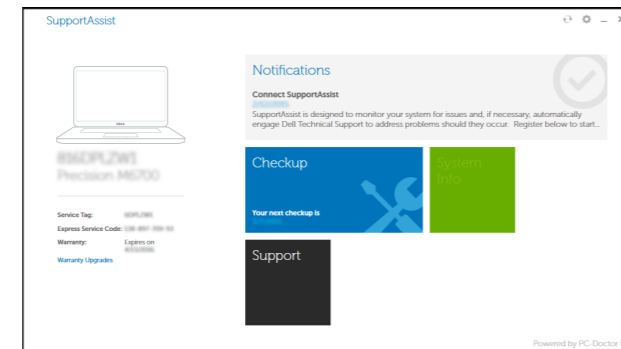 SupportAssist
Notifications
Connect SupportAssist
SupportAssist is designed to monitor your system for issues and, if necessary, automatically
engage Dell Technical Support to address problems should they occur. Register below to start...
Precision M6700
Checkup
System
Info
Your next checkup is
Service Tag:
Express Service Code:
Warranty: Expires on
Warranty Upgrades
Support
Powered by PC-Doctor